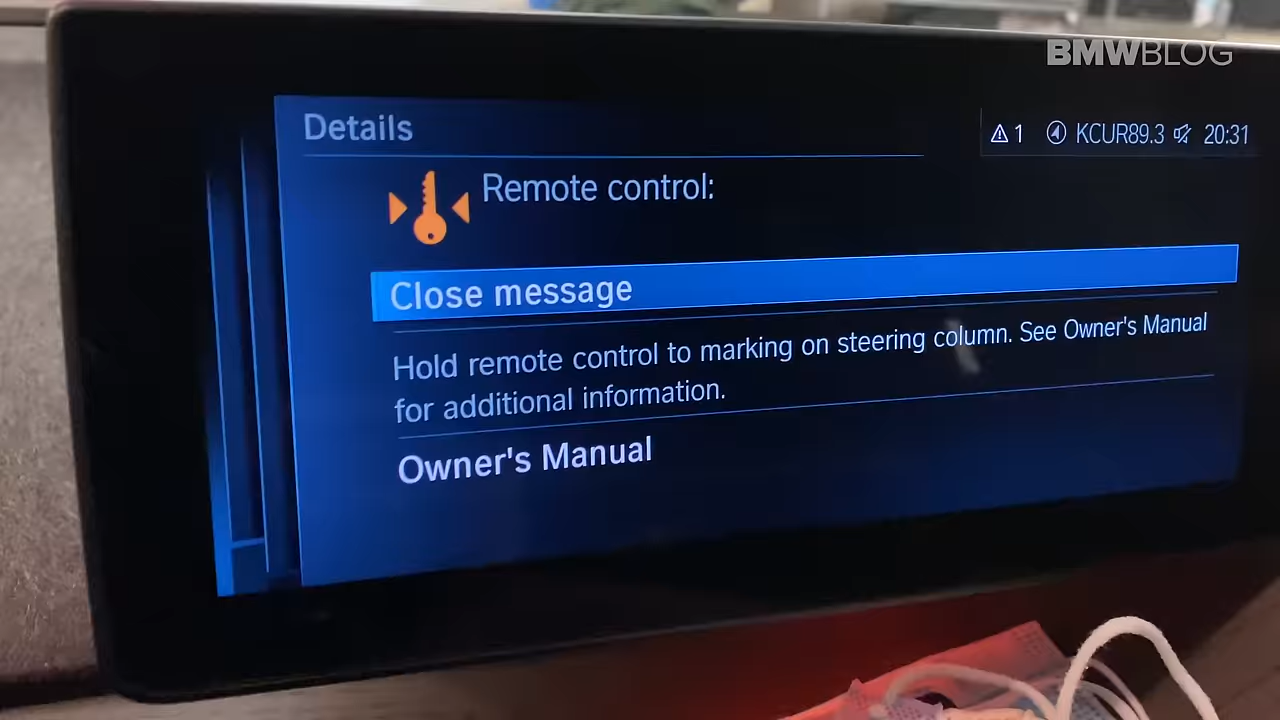 BMWBLOG
Details
1 KCUR89.3 20:31
Remote control:
Close message
Hold remote control to marking on steering column. See Owner's Manual
for additional information.
Owner's Manual